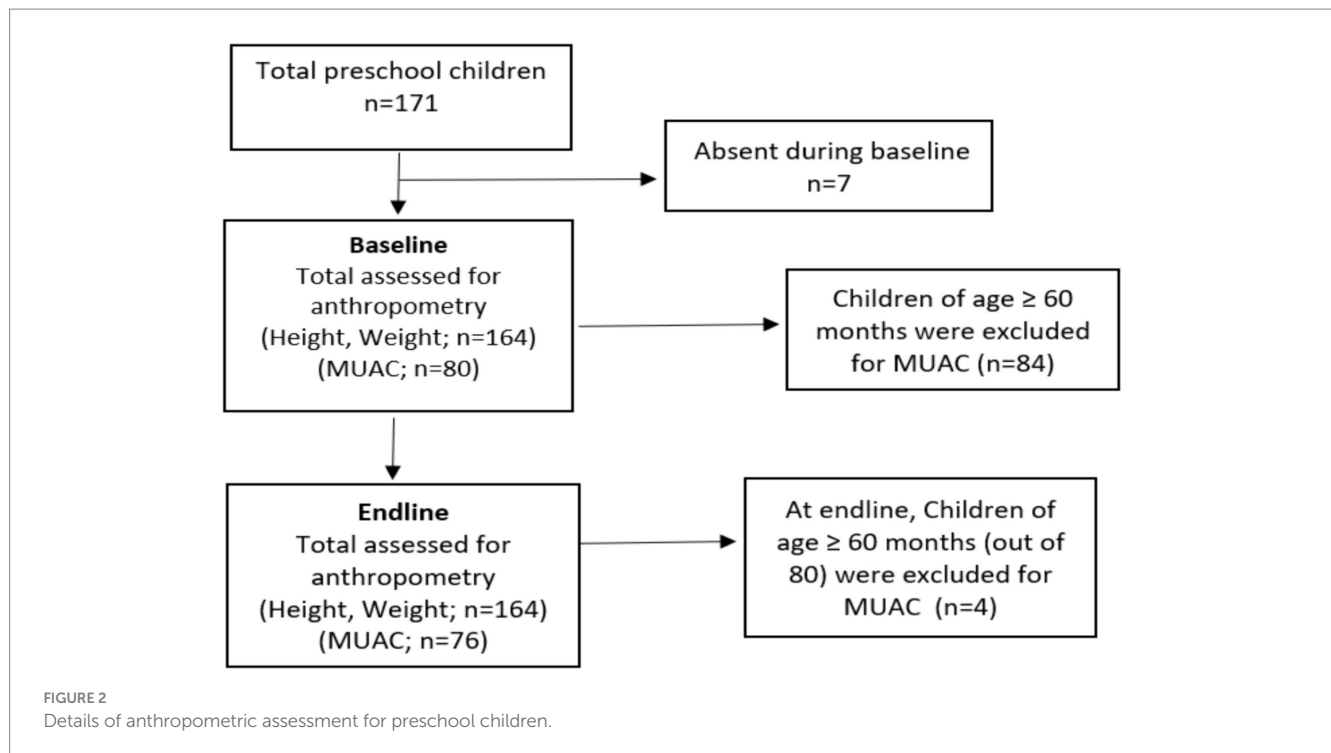 Total preschool children
n=171
Absent during baseline
n=7
Baseline
Total assessed for
anthropometry
(Height, Weight; n=164)
(MUAC; n=80)
Children of age ≥ 60
months were excluded
for MUAC (n=84)
Endline
Total assessed for
anthropometry
(Height, Weight; n=164)
(MUAC; n=76)
At endline, Children of
age ≥ 60 months (out of
80) were excluded for
MUAC (n=4)
FIGURE 2
Details of anthropometric assessment for preschool children.